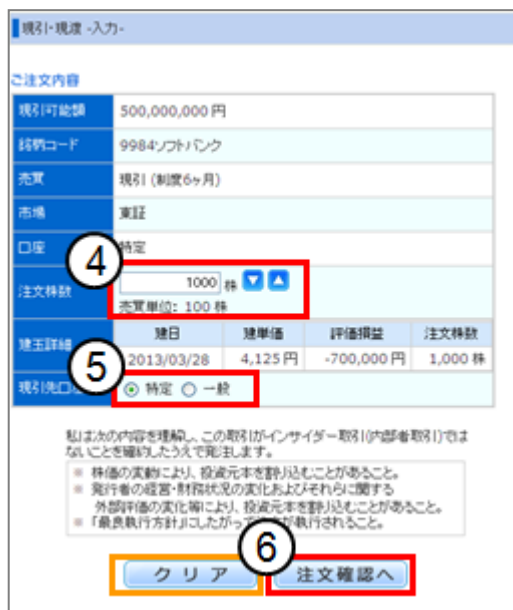 現引・現渡 -入力-
ご注文内容
現引可能額 500,000,000 円
銘柄コード 9984ソフトバンク
売買 現引 (制度6ヶ月)
市場 東証
口座 特定
④
注文株数 1000 株
売買単位: 100 株
建玉詳細 建日 建単価 評価損益 注文株数
2013/03/28 4,125 円 -700,000 円 1,000 株
⑤
現引先口 特定 一般
私は次の内容を理解し、この取引がインサイダー取引(内部者取引)では
ないことを確認したうえで発注します。
株価の変動により、投資元本を割り込むことがあること。
発行者の経営・財務状況の変化およびそれらに関する
外部評価の変化等により、投資元本を割り込むことがあること。
「最良執行方針」にしたがって が執行されること。
⑥
クリア 注文確認へ